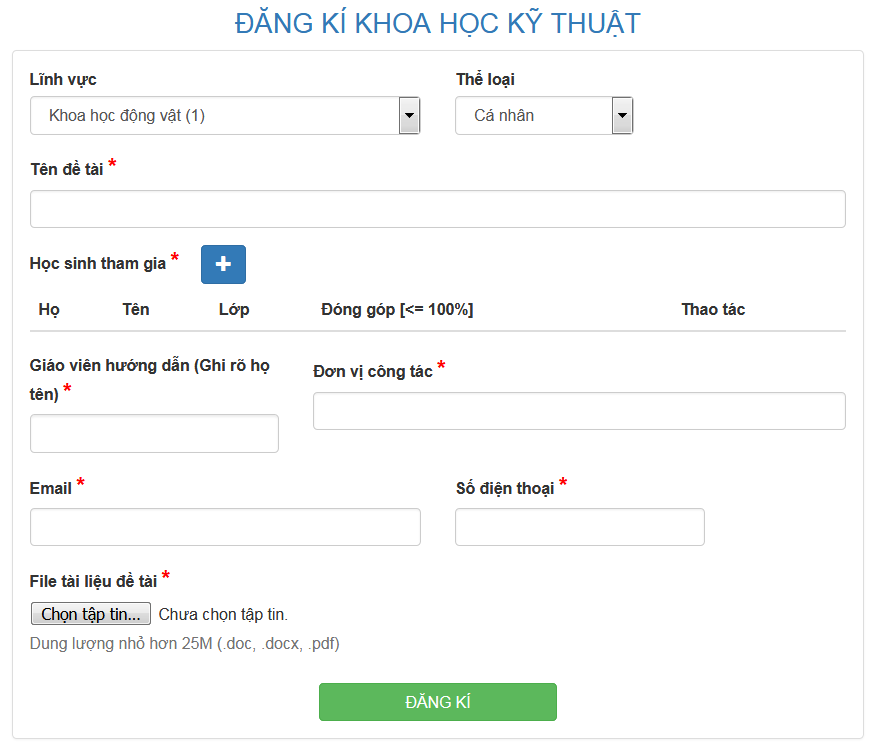 ĐĂNG KÍ KHOA HỌC KỸ THUẬT
Lĩnh vực Thể loại
Khoa học động vật (1) Cá nhân
Tên đề tài *
Học sinh tham gia * +
Họ Tên Lớp Đóng góp [<= 100%] Thao tác
Giáo viên hướng dẫn (Ghi rõ họ
tên) *
Đơn vị công tác *
Email * Số điện thoại *
File tài liệu đề tài *
Chọn tập tin... Chưa chọn tập tin.
Dung lượng nhỏ hơn 25M (.doc, .docx, .pdf)
ĐĂNG KÍ